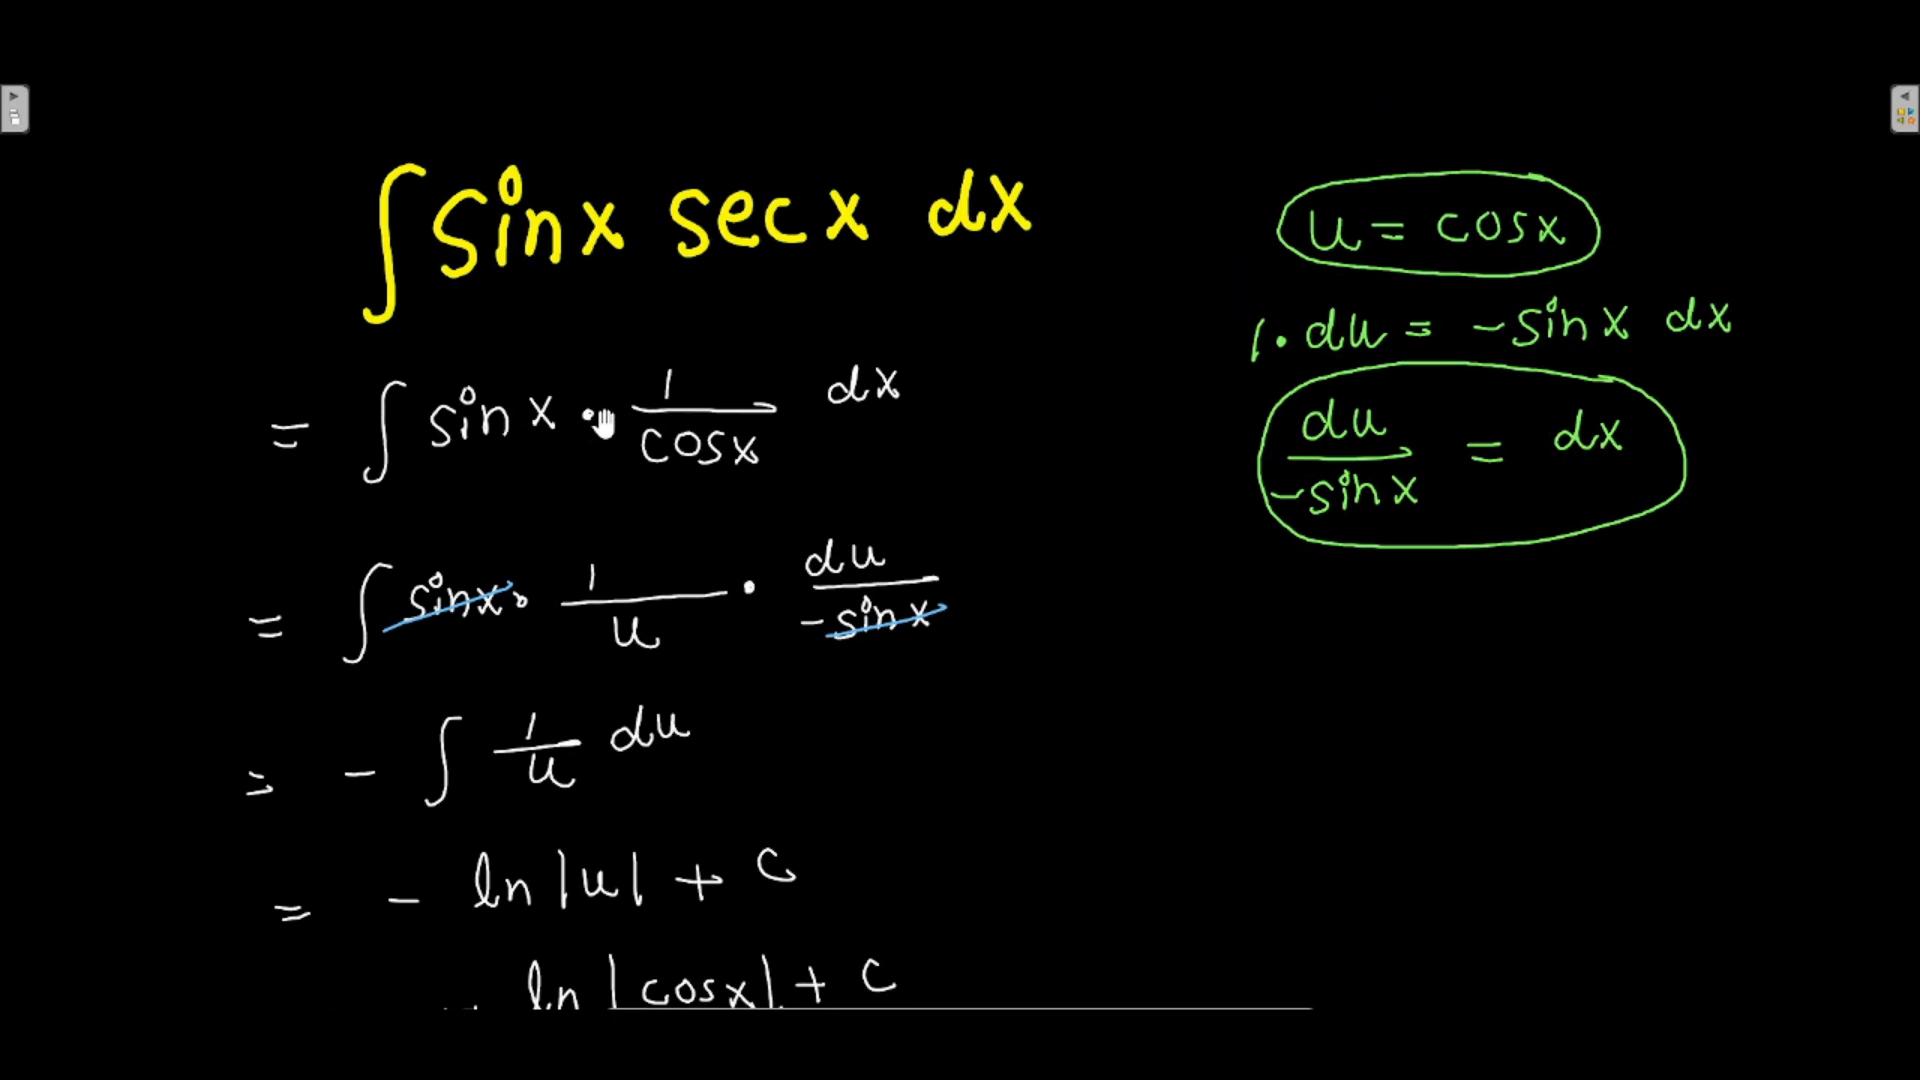 ∫ sinx secx dx
= ∫ sinx · 1/cosx dx
= ∫ sinx · 1/u · du/-sinx
= - ∫ 1/u du
= - ln|u| + c
ln|cosx| + c
u = cosx
1 · du = -sinx dx
du/-sinx = dx